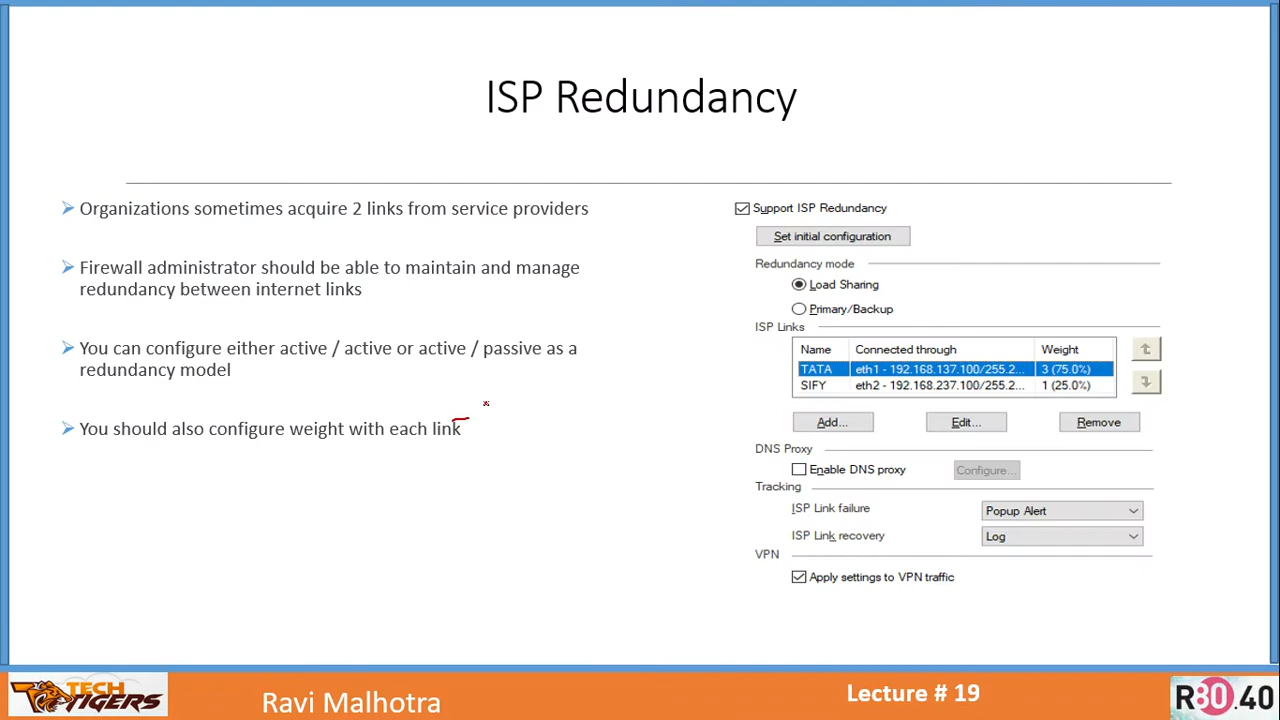 ISP Redundancy
Organizations sometimes acquire 2 links from service providers
Firewall administrator should be able to maintain and manage
redundancy between internet links
You can configure either active / active or active / passive as a
redundancy model
You should also configure weight with each link
Support ISP Redundancy
Set initial configuration
Redundancy mode
Load Sharing
Primary/Backup
ISP Links
Name Connected through Weight
TATA eth1 - 192.168.137.100/255.2... 3 (75.0%)
SIFY eth2 - 192.168.237.100/255.2... 1 (25.0%)
Add... Edit... Remove
DNS Proxy
Enable DNS proxy Configure...
Tracking
ISP Link failure Popup Alert
ISP Link recovery Log
VPN
Apply settings to VPN traffic
TECH
TIGERS
Ravi Malhotra
Lecture # 19
R80.40